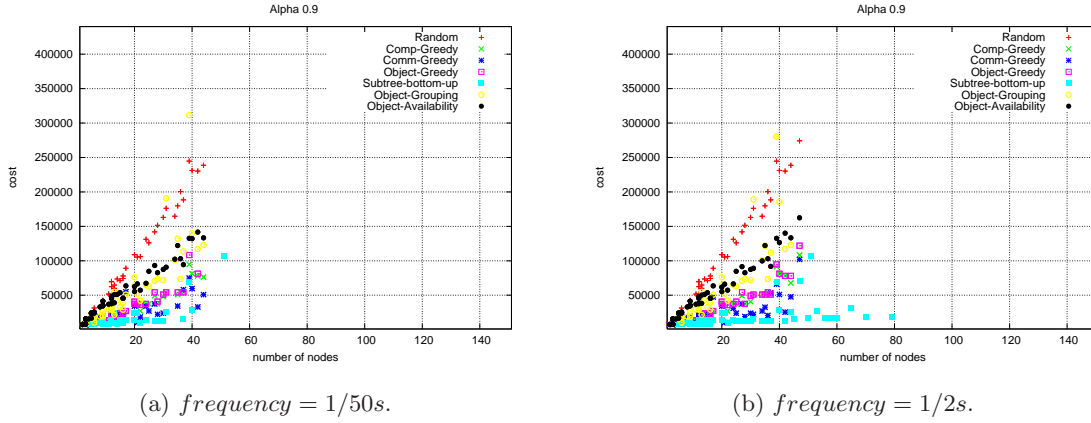 Alpha 0.9
400000
350000
300000
250000
200000
150000
100000
50000
cost
20
40
60
80
100
120
140
number of nodes
Random
Comp-Greedy
Comm-Greedy
Object-Greedy
Subtree-bottom-up
Object-Grouping
Object-Availability
(a) frequency = 1/50s.
Alpha 0.9
400000
350000
300000
250000
200000
150000
100000
50000
cost
20
40
60
80
100
120
140
number of nodes
Random
Comp-Greedy
Comm-Greedy
Object-Greedy
Subtree-bottom-up
Object-Grouping
Object-Availability
(b) frequency = 1/2s.